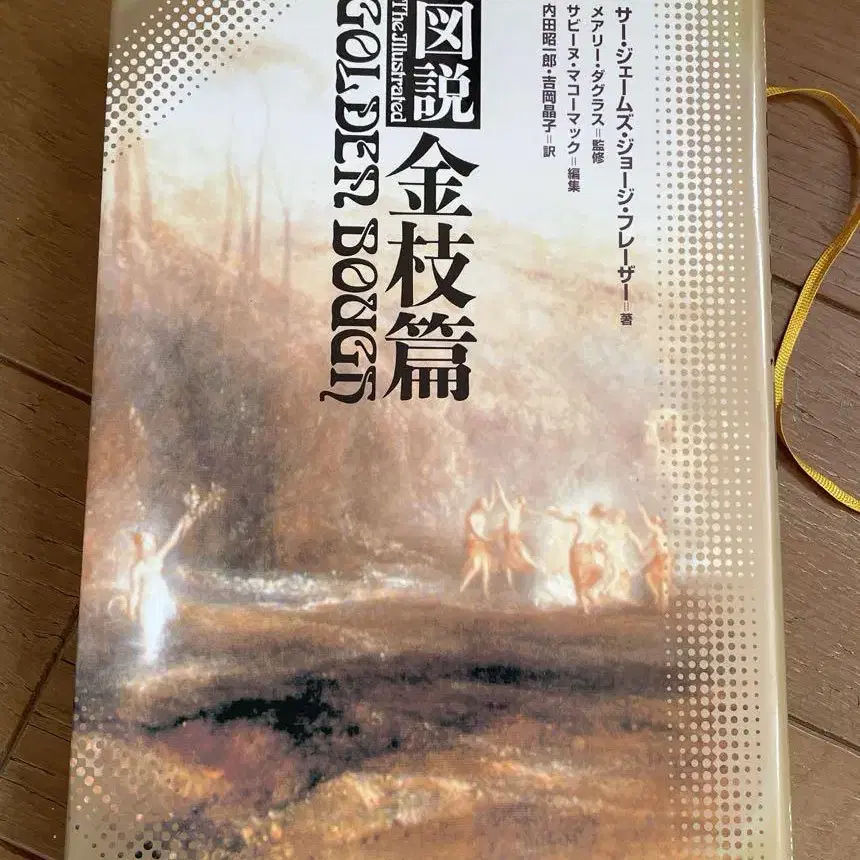 サー・ジェームズ・ジョージ・フレーザー=著
メアリー・ダグラス=監修
サビーヌ・マコーマック=編集
内田昭一郎・吉岡晶子=訳
図説
金枝篇
The Illustrated
GOLDEN BOUGH